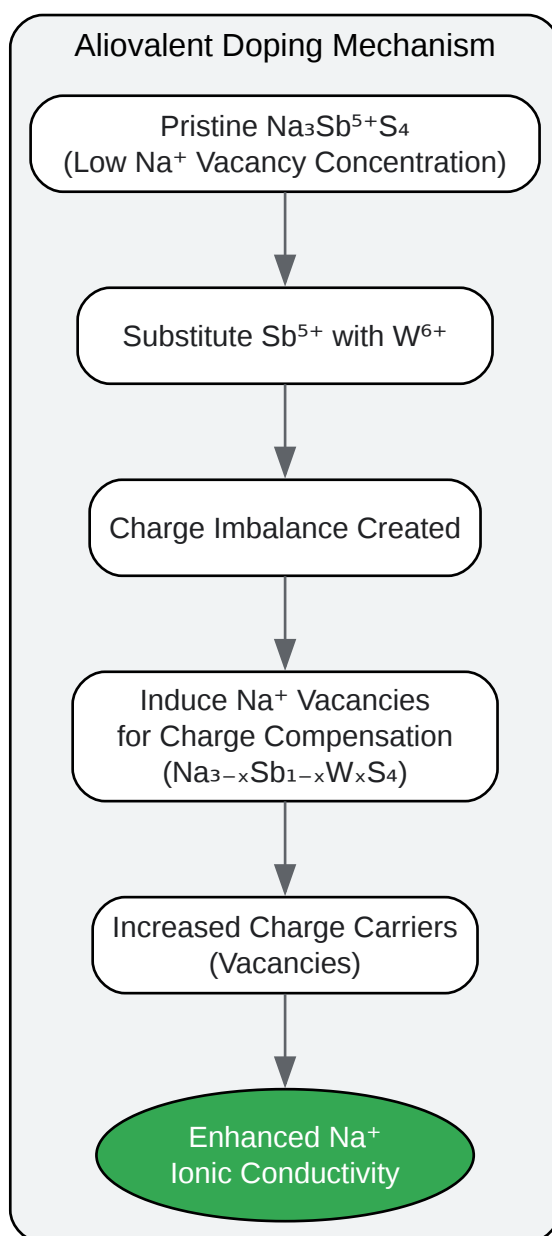 Aliovalent Doping Mechanism
Pristine Na₃Sb⁵⁺S₄
(Low Na⁺ Vacancy Concentration)
Substitute Sb⁵⁺ with W⁶⁺
Charge Imbalance Created
Induce Na⁺ Vacancies
for Charge Compensation
(Na₃₋ₓSb₁₋ₓWₓS₄)
Increased Charge Carriers
(Vacancies)
Enhanced Na⁺
Ionic Conductivity